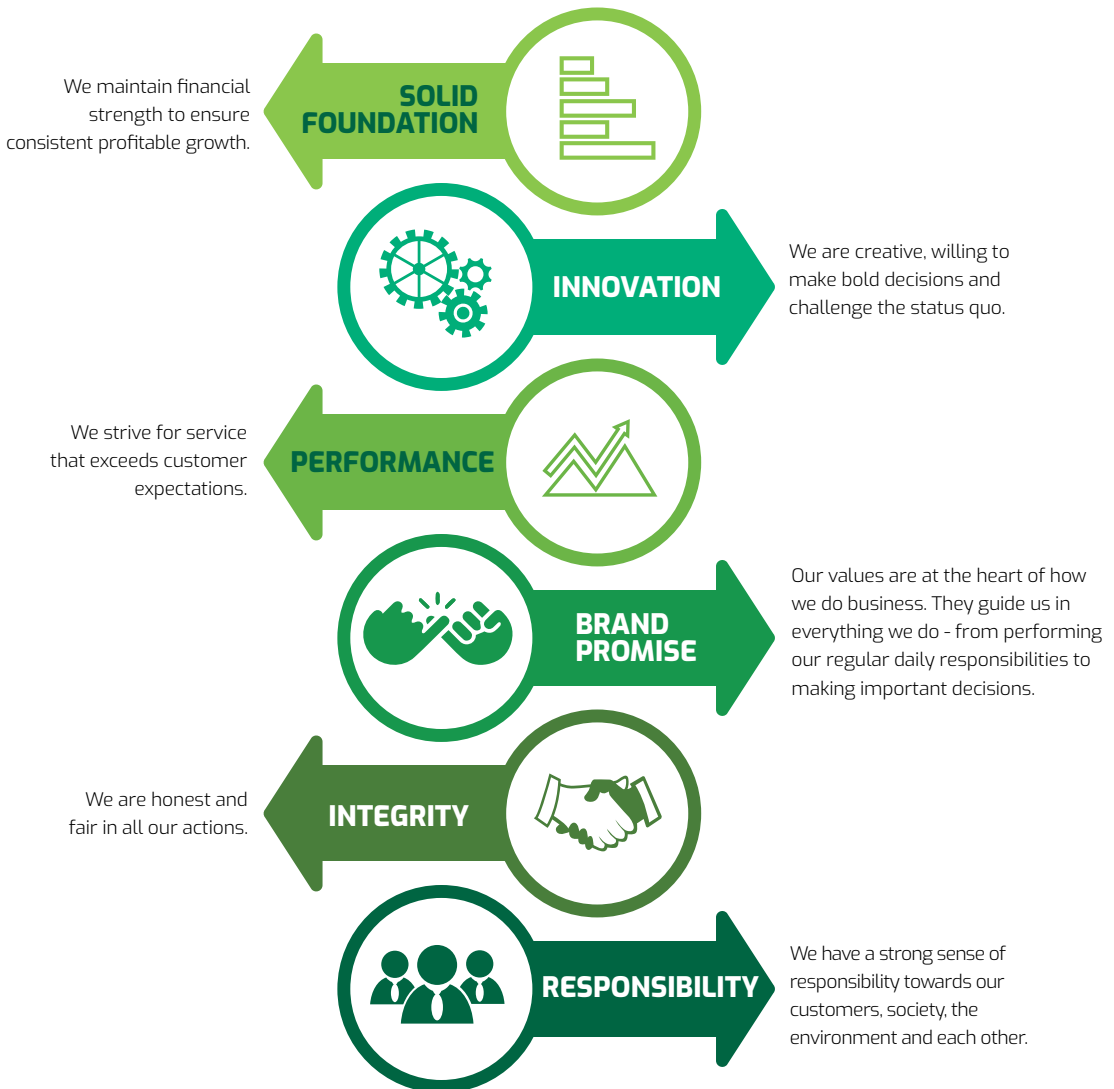 We maintain financial
strength to ensure
consistent profitable growth.
SOLID
FOUNDATION
INNOVATION
We are creative, willing to
make bold decisions and
challenge the status quo.
We strive for service
that exceeds customer
expectations.
PERFORMANCE
BRAND
PROMISE
Our values are at the heart of how
we do business. They guide us in
everything we do - from performing
our regular daily responsibilities to
making important decisions.
We are honest and
fair in all our actions.
INTEGRITY
RESPONSIBILITY
We have a strong sense of
responsibility towards our
customers, society, the
environment and each other.